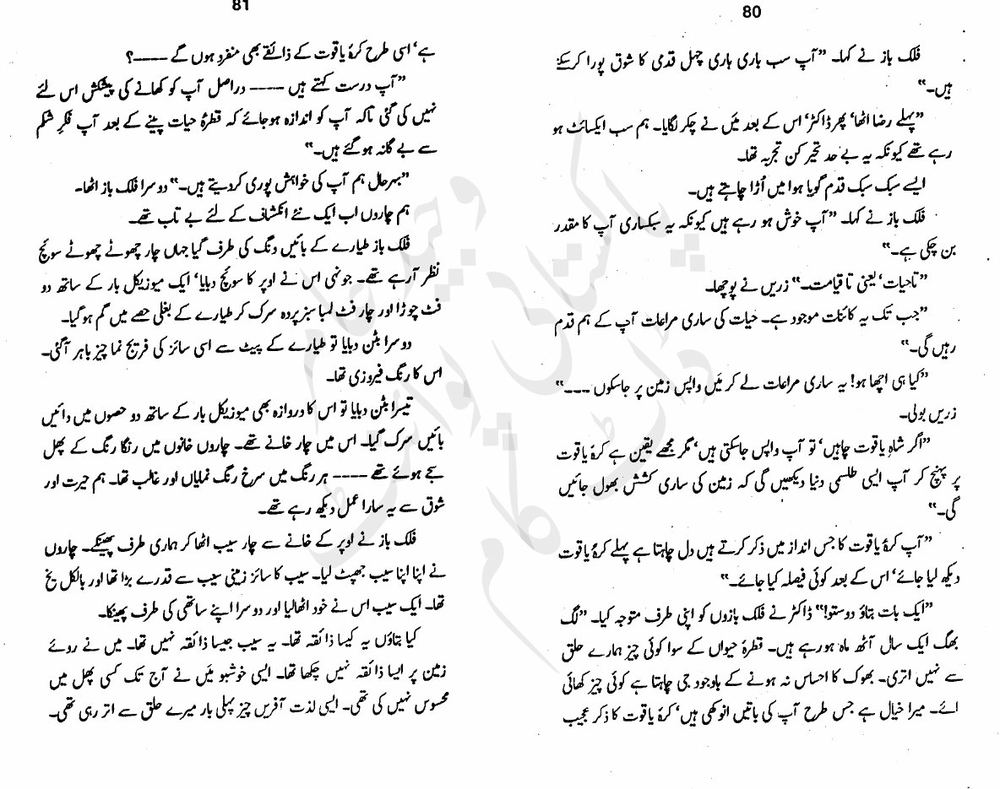 80
فلک باز نے کہا۔ ”آپ سب باری باری چہل قدمی کا شوق پورا کرسکتے
ہیں۔“
”پہلے رضا اٹھا‘ پھر ڈاکٹر‘ اس کے بعد میَں نے چکر لگایا۔ ہم سب ایکسائٹ ہو
رہے تھے کیونکہ یہ بے حد تحیر کن تجربہ تھا۔
ایسے سبک سبک قدم گویا ہوا میں اُڑا چاہتے ہیں۔
فلک باز نے کہا۔ ”آپ خوش ہو رہے ہیں کیونکہ یہ سبکساری آپ کا مقدر
بن چکی ہے۔“
”تاحیات‘ یعنی تا قیامت۔“ زریں نے پوچھا۔
”جب تک یہ کائنات موجود ہے۔ حیات کی ساری مراعات آپ کے ہم قدم
رہیں گی۔“
”کیا ہی اچھا ہو! یہ ساری مراعات لے کر میَں واپس زمین پر جاسکوں ۔۔۔“
زریں بولی۔
”اگر شاہِ یاقوت چاہیں‘ تو آپ واپس جاسکتی ہیں‘ مگر مجھے یقین ہے کرۂ یاقوت
پر پہنچ کر آپ ایسی طلسمی دنیا دیکھیں گی کہ زمین کی ساری کشش بھول جائیں
گی۔“
”آپ کرۂ یاقوت کا جس انداز میں ذکر کرتے ہیں دل چاہتا ہے پہلے کرۂ یاقوت
دیکھ لیا جائے‘ اس کے بعد کوئی فیصلہ کیا جائے۔“
”ایک بات بتاؤ دوستو!“ ڈاکٹر نے فلک بازوں کو اپنی طرف متوجہ کیا۔ ”لگ
بھگ ایک سال آٹھ ماہ ہو رہے ہیں۔ قطرۂ حیواں کے سوا کوئی چیز ہمارے حلق
سے نہیں اتری۔ بھوک کا احساس نہ ہونے کے باوجود جی چاہتا ہے کوئی چیز کھائی
جائے۔ میرا خیال ہے جس طرح آپ کی باتیں انوکھی ہیں‘ کرۂ یاقوت کا ذکر عجیب
81
ہے‘ اسی طرح کرۂ یاقوت کے ذائقے بھی منفرد ہوں گے ۔۔۔۔؟
”آپ درست کہتے ہیں ۔۔۔۔ دراصل آپ کو کھانے کی پیشکش اس لئے
نہیں کی گئی تاکہ آپ کو اندازہ ہو جائے کہ قطرۂ حیات پینے کے بعد آپ فکرِ شکم
سے بے گانہ ہو گئے ہیں۔“
”بہرحال ہم آپ کی خواہش پوری کر دیتے ہیں۔“ دوسرا فلک باز اٹھا۔
ہم چاروں اب ایک نئے انکشاف کے لئے بے تاب تھے۔
فلک باز طیارے کے بائیں ونگ کی طرف گیا جہاں چار چھوٹے چھوٹے سوئچ
نظر آ رہے تھے۔ جونہی اس نے اوپر کا سوئچ دبایا‘ ایک میوزیکل بار کے ساتھ دو
فٹ چوڑا اور چار فٹ لمبا سبز پردہ سرک کر طیارے کے بغلی حصے میں گم ہو گیا۔
دوسرا بٹن دبایا تو طیارے کے پیٹ سے اسی سائز کی فریج نما چیز باہر آ گئی۔
اس کا رنگ فیروزی تھا۔
تیسرا بٹن دبایا تو اس کا دروازہ بھی میوزیکل بار کے ساتھ دو حصوں میں دائیں
بائیں سرک گیا۔ اس میں چار خانے تھے۔ چاروں خانوں میں رنگا رنگ کے پھل
سجے ہوئے تھے ۔۔۔۔ ہر رنگ میں سرخ رنگ نمایاں اور غالب تھا۔ ہم حیرت اور
شوق سے یہ سارا عمل دیکھ رہے تھے۔
فلک باز نے اوپر کے خانے سے چار سیب اٹھا کر ہماری طرف پھینکے۔ چاروں
نے اپنا اپنا سیب جھپٹ لیا۔ سیب کا سائز زمینی سیب سے قدرے بڑا تھا اور بالکل یخ
تھا۔ ایک سیب اس نے خود اٹھا لیا اور دوسرا اپنے ساتھی کی طرف پھینکا۔
کیا بتاؤں یہ کیسا ذائقہ تھا۔ یہ سیب جیسا ذائقہ نہیں تھا۔ میں نے روئے
زمین پر ایسا ذائقہ نہیں چکھا تھا۔ ایسی خوشبو میَں نے آج تک کسی پھل میں
محسوس نہیں کی تھی۔ ایسی لذت آفریں چیز پہلی بار میرے حلق سے اتر رہی تھی۔